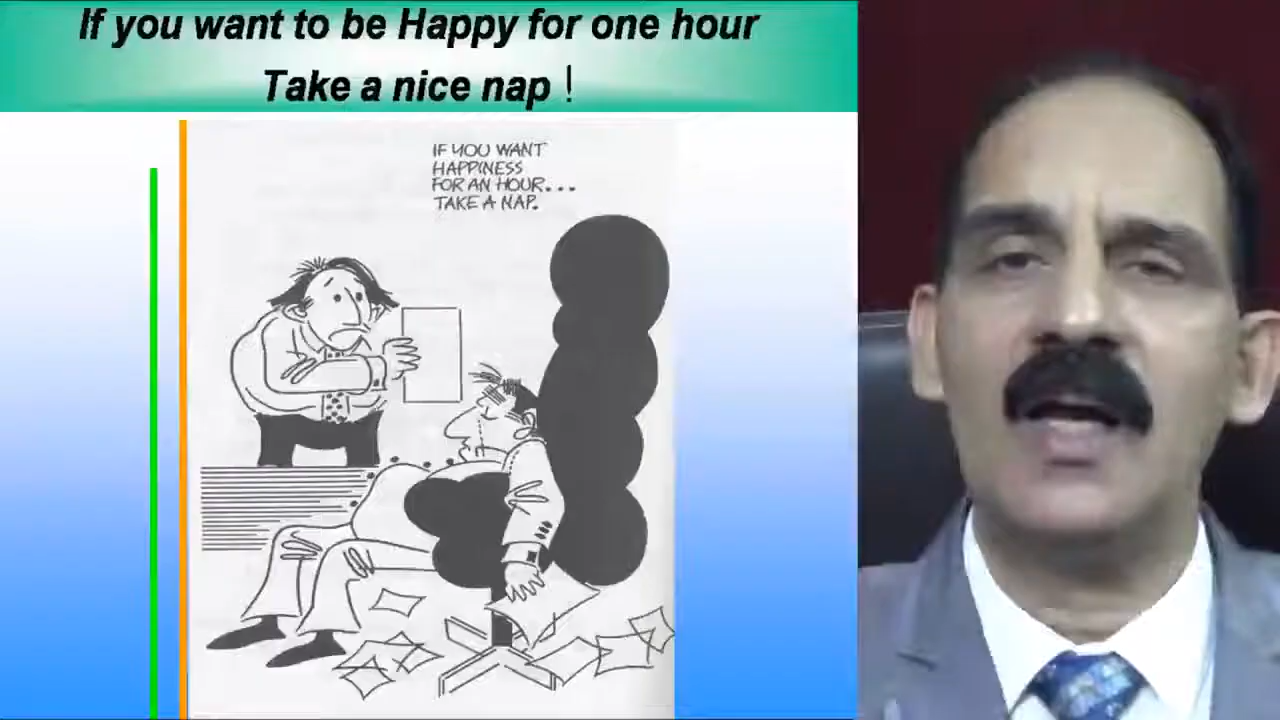 If you want to be Happy for one hour
Take a nice nap !
IF YOU WANT
HAPPINESS
FOR AN HOUR...
TAKE A NAP.